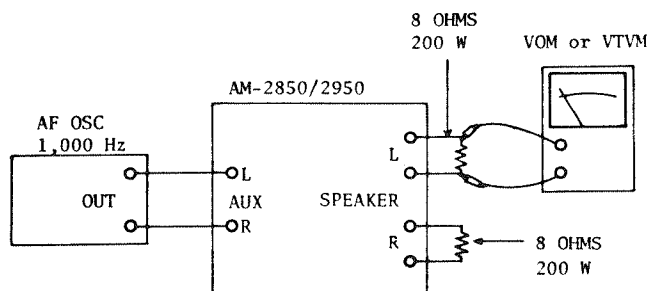 8 OHMS
200 W
VOM or VTVM
AM-2850/2950
AF OSC
1,000 Hz
OUT
L
AUX
R
L
SPEAKER
R
8 OHMS
200 W